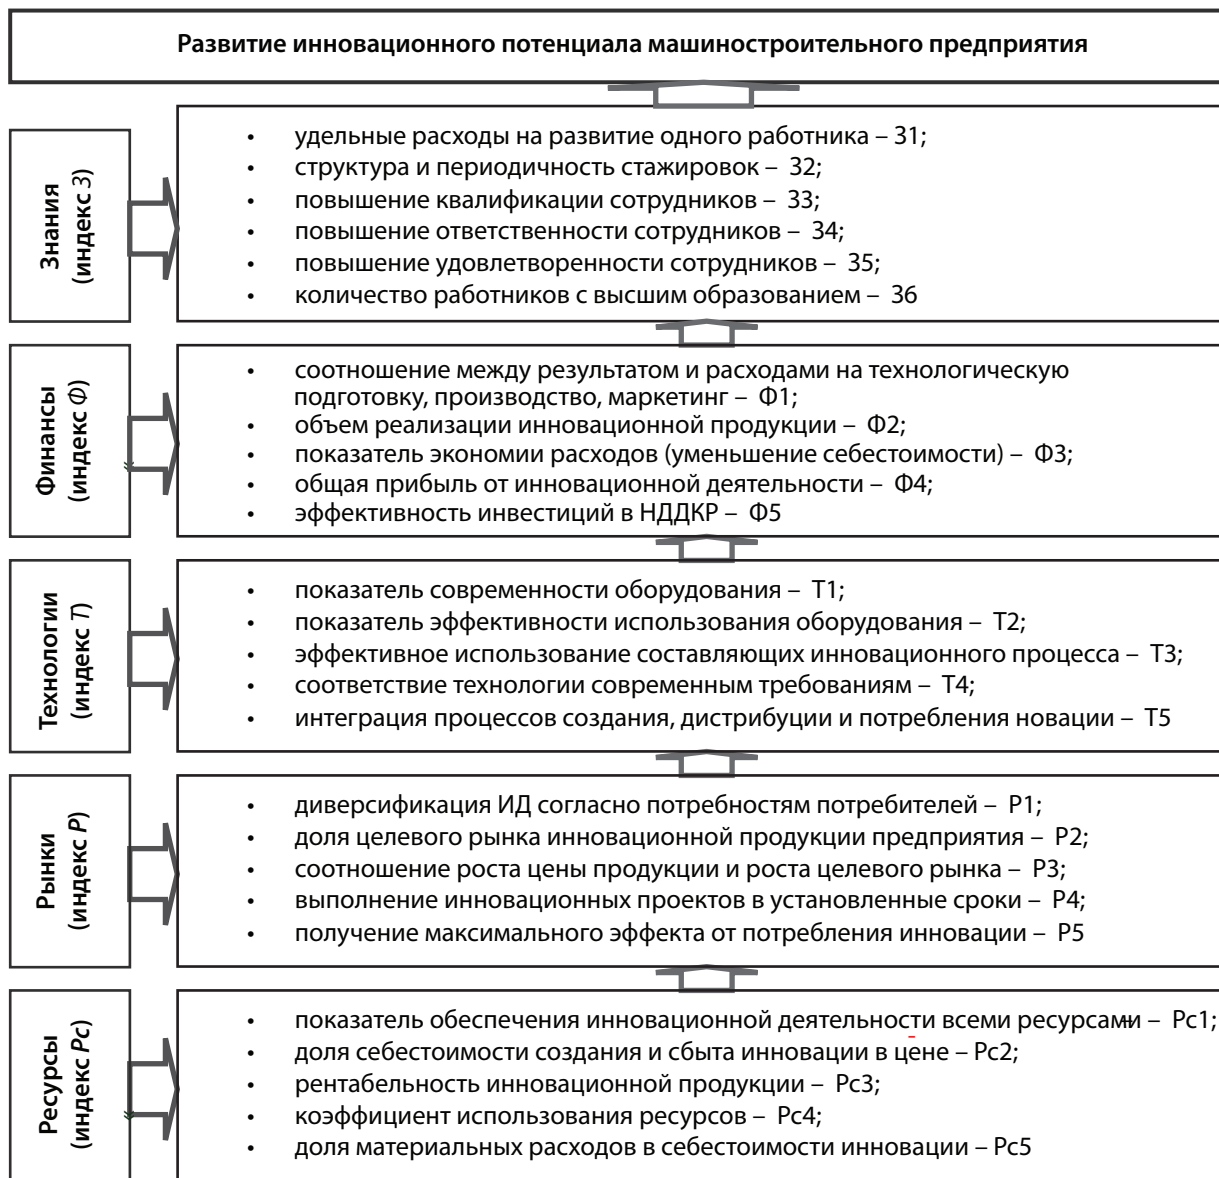 Развитие инновационного потенциала машиностроительного предприятия
Знания
(индекс З)
• удельные расходы на развитие одного работника – З1;
• структура и периодичность стажировок – З2;
• повышение квалификации сотрудников – З3;
• повышение ответственности сотрудников – З4;
• повышение удовлетворенности сотрудников – З5;
• количество работников с высшим образованием – З6
Финансы
(индекс Ф)
• соотношение между результатом и расходами на технологическую
подготовку, производство, маркетинг – Ф1;
• объем реализации инновационной продукции – Ф2;
• показатель экономии расходов (уменьшение себестоимости) – Ф3;
• общая прибыль от инновационной деятельности – Ф4;
• эффективность инвестиций в НДДКР – Ф5
Технологии
(индекс Т)
• показатель современности оборудования – Т1;
• показатель эффективности использования оборудования – Т2;
• эффективное использование составляющих инновационного процесса – Т3;
• соответствие технологии современным требованиям – Т4;
• интеграция процессов создания, дистрибуции и потребления новации – Т5
Рынки
(индекс Р)
• диверсификация ИД согласно потребностям потребителей – Р1;
• доля целевого рынка инновационной продукции предприятия – Р2;
• соотношение роста цены продукции и роста целевого рынка – Р3;
• выполнение инновационных проектов в установленные сроки – Р4;
• получение максимального эффекта от потребления инновации – Р5
Ресурсы
(индекс Рс)
• показатель обеспечения инновационной деятельности всеми ресурсами – Рс1;
• доля себестоимости создания и сбыта инновации в цене – Рс2;
• рентабельность инновационной продукции – Рс3;
• коэффициент использования ресурсов – Рс4;
• доля материальных расходов в себестоимости инновации – Рс5